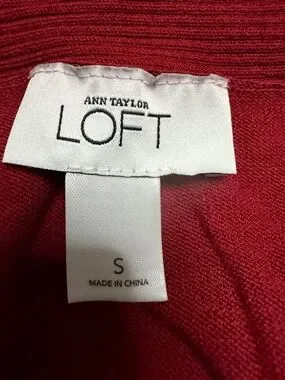 ANN TAYLOR
LOFT
S
MADE IN CHINA